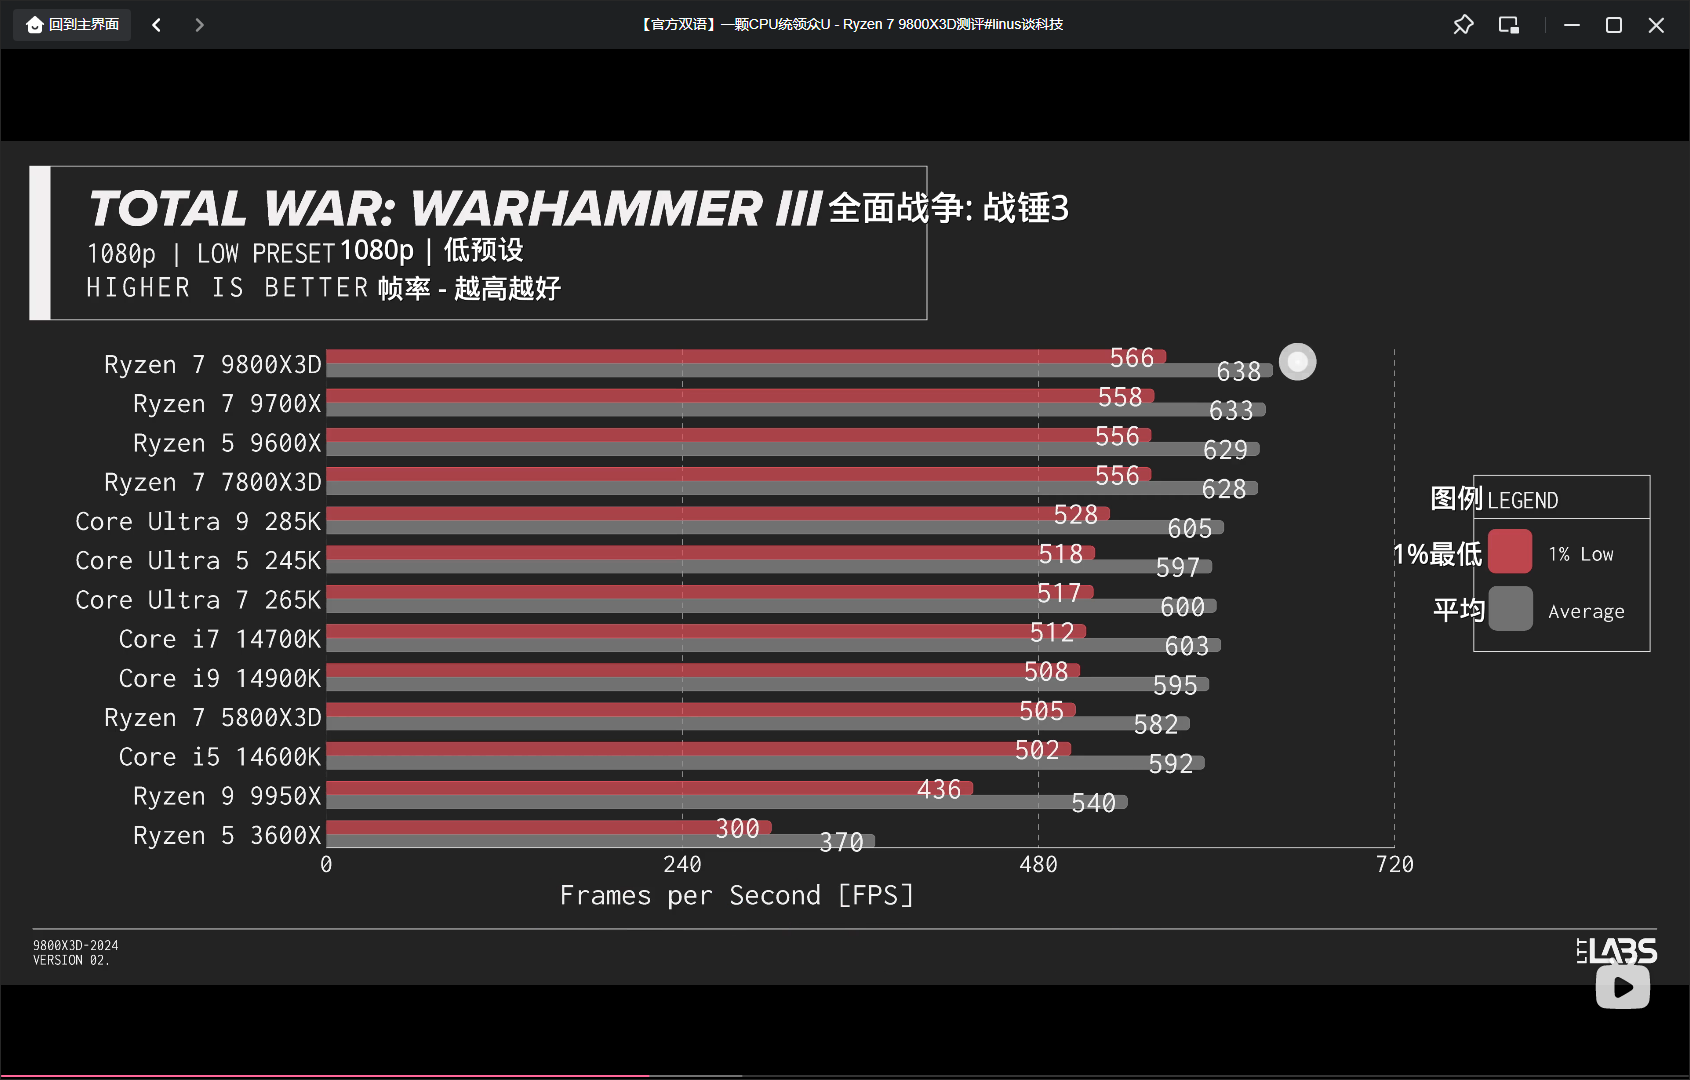 回到主界面
【官方双语】一颗CPU统领众U - Ryzen 7 9800X3D测评#linus谈科技
TOTAL WAR: WARHAMMER III 全面战争: 战锤3
1080p | LOW PRESET 1080p | 低预设
HIGHER IS BETTER 帧率 - 越高越好
Ryzen 7 9800X3D 566 638
Ryzen 7 9700X 558 633
Ryzen 5 9600X 556 629
Ryzen 7 7800X3D 556 628
Core Ultra 9 285K 528 605
Core Ultra 5 245K 518 597
Core Ultra 7 265K 517 600
Core i7 14700K 512 603
Core i9 14900K 508 595
Ryzen 7 5800X3D 505 582
Core i5 14600K 502 592
Ryzen 9 9950X 436 540
Ryzen 5 3600X 300 370
0 240 480 720
Frames per Second [FPS]
图例 LEGEND
1%最低 1% Low
平均 Average
9800X3D-2024
VERSION 02.
LTT LABS